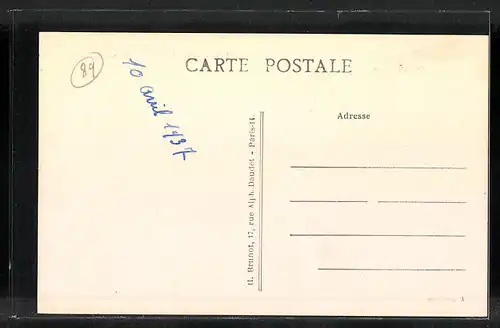 89
CARTE POSTALE
10 avril 1937
Adresse
H. Brunot, 17, rue Alph. Daudet - Paris-14.